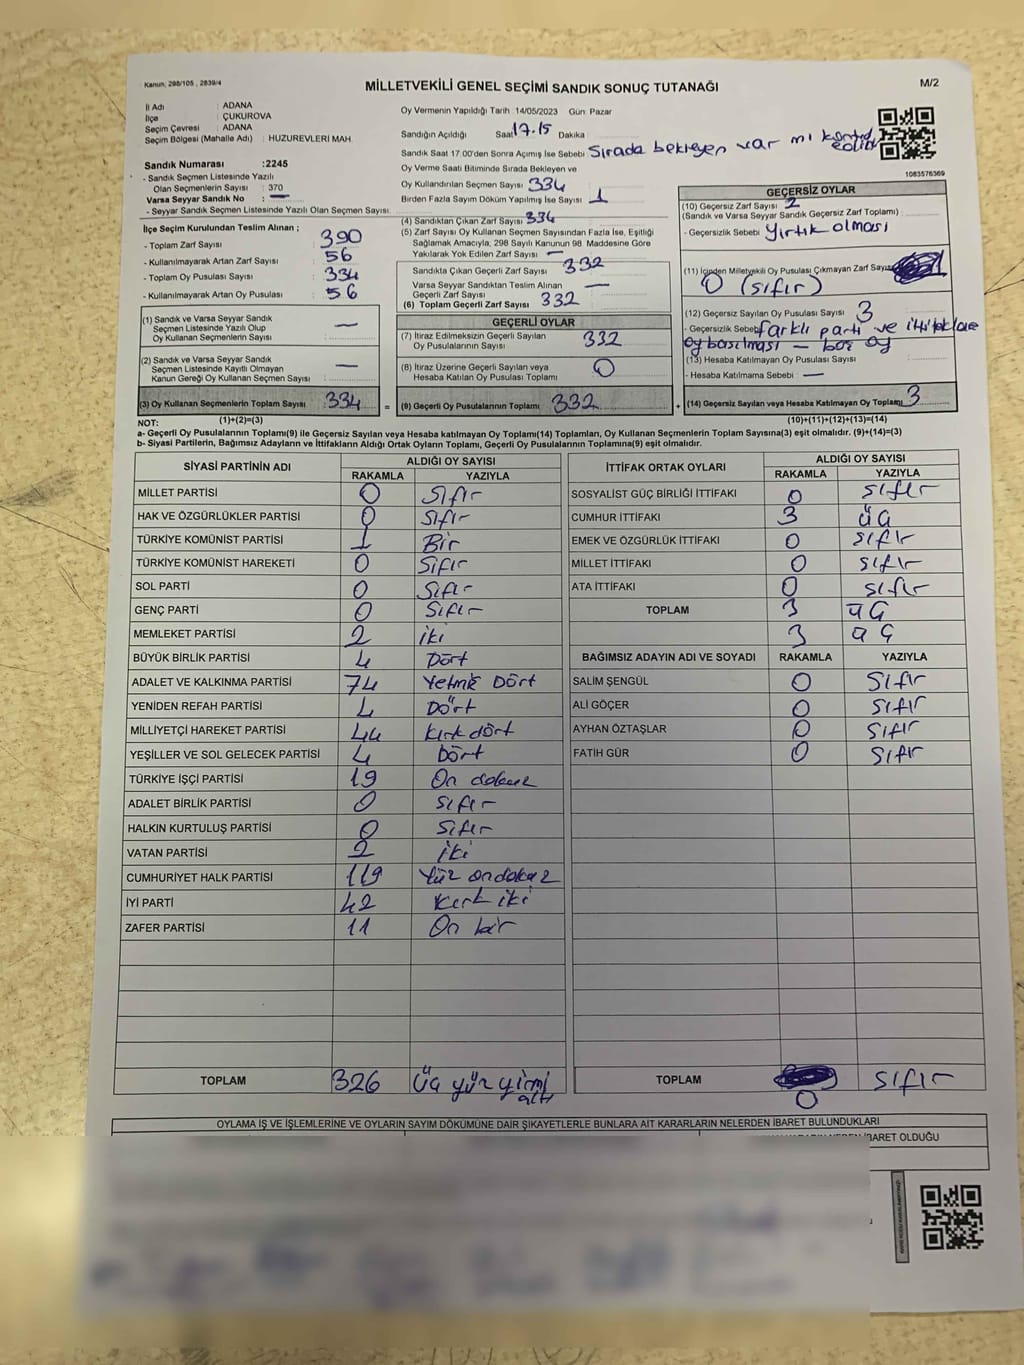 Kanun: 298/105 , 2839/4
MİLLETVEKİLİ GENEL SEÇİMİ SANDIK SONUÇ TUTANAĞI
M/2
İl Adı : ADANA
İlçe : ÇUKUROVA
Seçim Çevresi : ADANA
Seçim Bölgesi (Mahalle Adı) : HUZUREVLERİ MAH.
Sandık Numarası :2245
- Sandık Seçmen Listesinde Yazılı
Olan Seçmenlerin Sayısı : 370
Varsa Seyyar Sandık No : —
- Seyyar Sandık Seçmen Listesinde Yazılı Olan Seçmen Sayısı
Oy Vermenin Yapıldığı Tarih :14/05/2023 Gün: Pazar
Sandığın Açıldığı Saat 17.15 Dakika :
Sandık Saat 17.00'den Sonra Açımış İse Sebebi : Sırada bekleyen var mı kontrol edildi
Oy Verme Saati Bitiminde Sırada Bekleyen ve
Oy Kullandırılan Seçmen Sayısı 334
Birden Fazla Sayım Döküm Yapılmış İse Sayısı 1
1083576369
İlçe Seçim Kurulundan Teslim Alınan ;
- Toplam Zarf Sayısı : 390
- Kullanılmayarak Artan Zarf Sayısı : 56
- Toplam Oy Pusulası Sayısı : 334
- Kullanılmayarak Artan Oy Pusulası : 56
(1) Sandık ve Varsa Seyyar Sandık
Seçmen Listesinde Yazılı Olup
Oy Kullanan Seçmen Sayısı : —
(2) Sandık ve Varsa Seyyar Sandık
Seçmen Listesinde Kayıtlı Olmayan
Kanun Gereği Oy Kullanan Seçmen Sayısı : —
(3) Oy Kullanan Seçmenlerin Toplam Sayısı : 334
(4) Sandıktan Çıkan Zarf Sayısı : 334
(5) Zarf Sayısı Oy Kullanan Seçmen Sayısından Fazla İse, Eşitliği
Sağlamak Amacıyla, 298 Sayılı Kanunun 98. Maddesine Göre
Yakılarak Yok Edilen Zarf Sayısı : —
Sandıkta Çıkan Geçerli Zarf Sayısı : 332
Varsa Seyyar Sandıktan Teslim Alınan
Geçerli Zarf Sayısı : —
(6) Toplam Geçerli Zarf Sayısı : 332
GEÇERLİ OYLAR
(7) İtiraz Edilmeksizin Geçerli Sayılan
Oy Pusulalarının Sayısı : 332
(8) İtiraz Üzerine Geçerli Sayılan veya
Hesaba Katılan Oy Pusulası Toplamı : 0
= (9) Geçerli Oy Pusulalarının Toplamı : 332
GEÇERSİZ OYLAR
(10) Geçersiz Zarf Sayısı 2
(Sandık ve Varsa Seyyar Sandık Geçersiz Zarf Toplamı) :
- Geçersizlik Sebebi Yırtık olması
(11) İçinden Milletvekili Oy Pusulası Çıkmayan Zarf Sayısı
0 (sıfır)
(12) Geçersiz Sayılan Oy Pusulası Sayısı 3
- Geçersizlik Sebebi farklı parti ve ittifaklara
oy basılması — boş oy
(13) Hesaba Katılmayan Oy Pusulası Sayısı
- Hesaba Katılmama Sebebi : —
+ (14) Geçersiz Sayılan veya Hesaba Katılmayan Oy Toplamı 3
NOT: (1)+(2)=(3)
(10)+(11)+(12)+(13)=(14)
a- Geçerli Oy Pusulası Toplamı(9) ile Geçersiz Sayılan veya Hesaba katılmayan Oy Toplamı(14) Toplamları, Oy Kullanan Seçmenlerin Toplam Sayısına(3) eşit olmalıdır. (9)+(14)=(3)
b- Siyasi Partilerin, Bağımsız Adayların ve İttifakların Aldığı Ortak Oyların Toplamı, Geçerli Oy Pusulalarının Toplamına(9) eşit olmalıdır.
SİYASİ PARTİNİN ADI ALDIĞI OY SAYISI
RAKAMLA YAZIYLA
MİLLET PARTİSİ 0 Sıfır
HAK VE ÖZGÜRLÜKLER PARTİSİ 0 Sıfır
TÜRKİYE KOMÜNİST PARTİSİ 1 Bir
TÜRKİYE KOMÜNİST HAREKETİ 0 Sıfır
SOL PARTİ 0 Sıfır
GENÇ PARTİ 0 Sıfır
MEMLEKET PARTİSİ 2 iki
BÜYÜK BİRLİK PARTİSİ 4 Dört
ADALET VE KALKINMA PARTİSİ 74 Yetmiş Dört
YENİDEN REFAH PARTİSİ 4 Dört
MİLLİYETÇİ HAREKET PARTİSİ 44 Kırk dört
YEŞİLLER VE SOL GELECEK PARTİSİ 4 Dört
TÜRKİYE İŞÇİ PARTİSİ 19 On dokuz
ADALET BİRLİK PARTİSİ 0 Sıfır
HALKIN KURTULUŞ PARTİSİ 0 Sıfır
VATAN PARTİSİ 2 iki
CUMHURİYET HALK PARTİSİ 119 Yüz ondokuz
İYİ PARTİ 42 Kırk iki
ZAFER PARTİSİ 11 On bir
TOPLAM 326 Üç yüz yirmi altı
İTTİFAK ORTAK OYLARI ALDIĞI OY SAYISI
RAKAMLA YAZIYLA
SOSYALİST GÜÇ BİRLİĞİ İTTİFAKI 0 Sıfır
CUMHUR İTTİFAKI 3 üç
EMEK VE ÖZGÜRLÜK İTTİFAKI 0 sıfır
MİLLET İTTİFAKI 0 sıfır
ATA İTTİFAKI 0 sıfır
TOPLAM 3 üç
3 üç
BAĞIMSIZ ADAYIN ADI VE SOYADI RAKAMLA YAZIYLA
SALİM ŞENGÜL 0 Sıfır
ALİ GÖÇER 0 Sıfır
AYHAN ÖZTAŞLAR 0 Sıfır
FATİH GÜR 0 Sıfır
TOPLAM 0 Sıfır
OYLAMA İŞ VE İŞLEMLERİNE VE OYLARIN SAYIM DÖKÜMÜNE DAİR ŞİKAYETLERLE BUNLARA AİT KARARLARIN NELERDEN İBARET BULUNDUKLARI
İBARET OLDUĞU